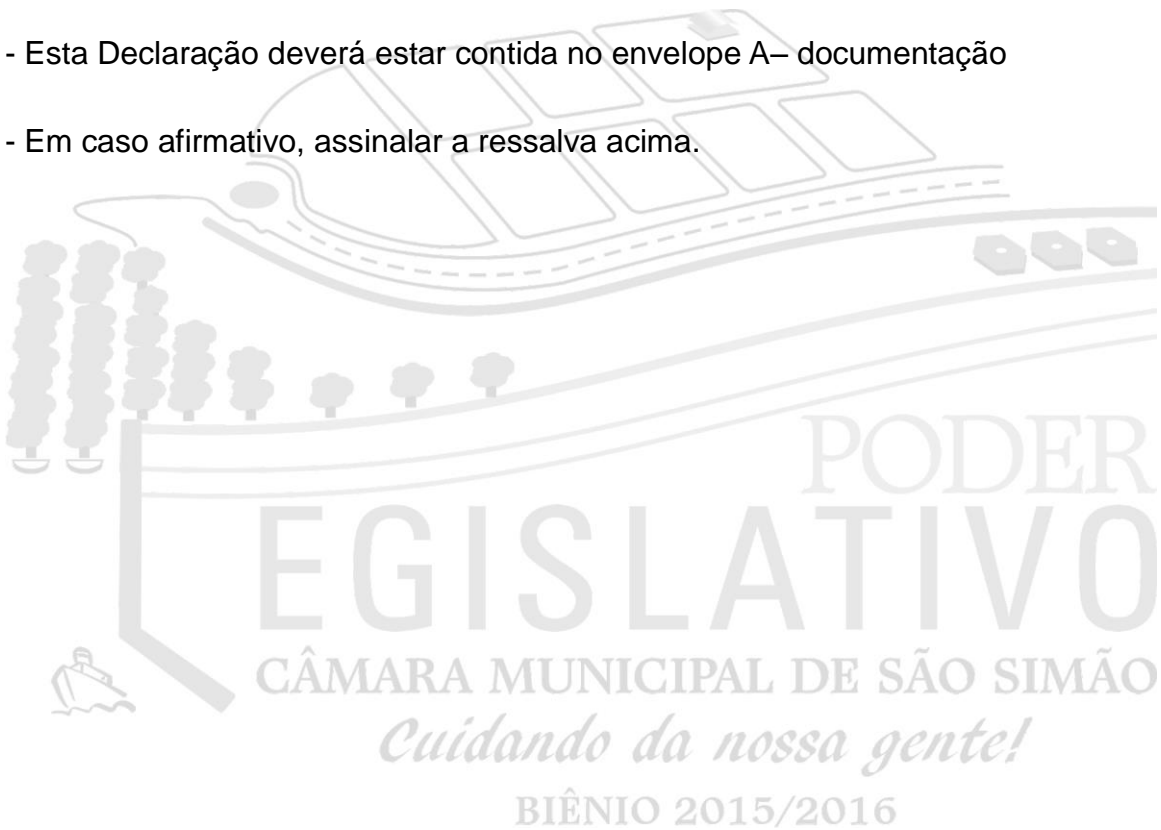 - Esta Declaração deverá estar contida no envelope A– documentação
- Em caso afirmativo, assinalar a ressalva acima.
PODER
EGISLATIVO
CÂMARA MUNICIPAL DE SÃO SIMÃO
Cuidando da nossa gente!
BIÊNIO 2015/2016